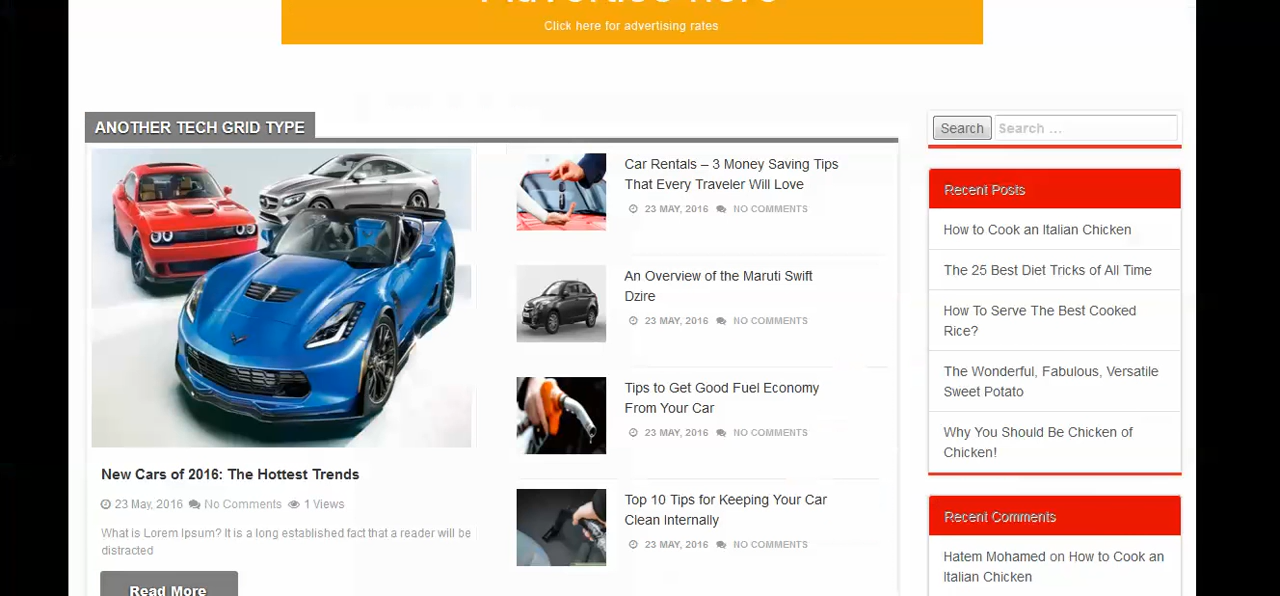 Advertise here
Click here for advertising rates
ANOTHER TECH GRID TYPE
New Cars of 2016: The Hottest Trends
23 May, 2016 No Comments 1 Views
What is Lorem Ipsum? It is a long established fact that a reader will be
distracted
Read More
Car Rentals – 3 Money Saving Tips
That Every Traveler Will Love
23 MAY, 2016 NO COMMENTS
An Overview of the Maruti Swift
Dzire
23 MAY, 2016 NO COMMENTS
Tips to Get Good Fuel Economy
From Your Car
23 MAY, 2016 NO COMMENTS
Top 10 Tips for Keeping Your Car
Clean Internally
23 MAY, 2016 NO COMMENTS
Search Search ...
Recent Posts
How to Cook an Italian Chicken
The 25 Best Diet Tricks of All Time
How To Serve The Best Cooked
Rice?
The Wonderful, Fabulous, Versatile
Sweet Potato
Why You Should Be Chicken of
Chicken!
Recent Comments
Hatem Mohamed on How to Cook an
Italian Chicken